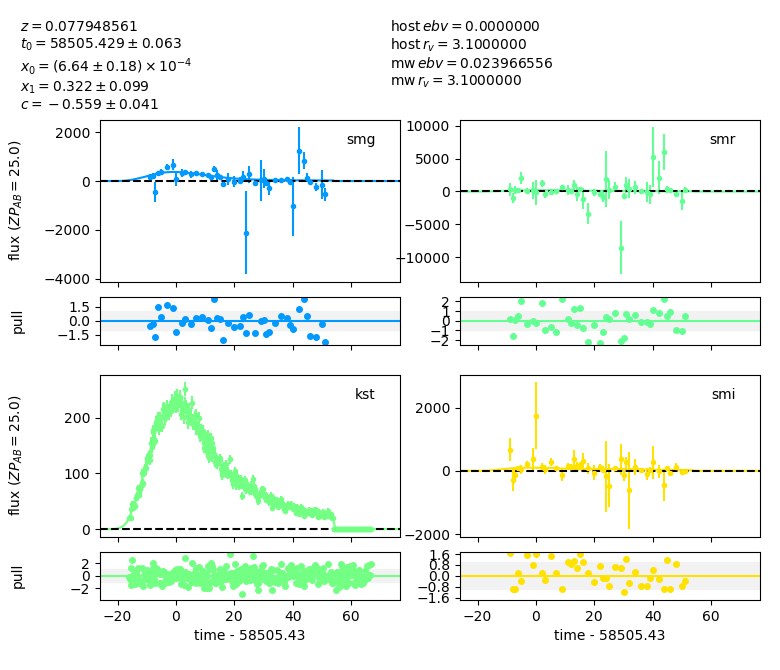 z = 0.077948561
t0 = 58505.429 ± 0.063
x0 = (6.64 ± 0.18) × 10^−4
x1 = 0.322 ± 0.099
c = −0.559 ± 0.041
host ebv = 0.0000000
host r_v = 3.1000000
mw ebv = 0.023966556
mw r_v = 3.1000000
smg
2000
0
−2000
−4000
flux (ZP_AB = 25.0)
smr
10000
5000
0
−5000
−10000
1.5
0.0
−1.5
pull
2
1
0
−1
−2
kst
200
100
0
flux (ZP_AB = 25.0)
smi
2000
0
−2000
2
0
−2
pull
−20 0 20 40 60
time - 58505.43
1.6
0.8
0.0
−0.8
−1.6
−20 0 20 40 60
time - 58505.43